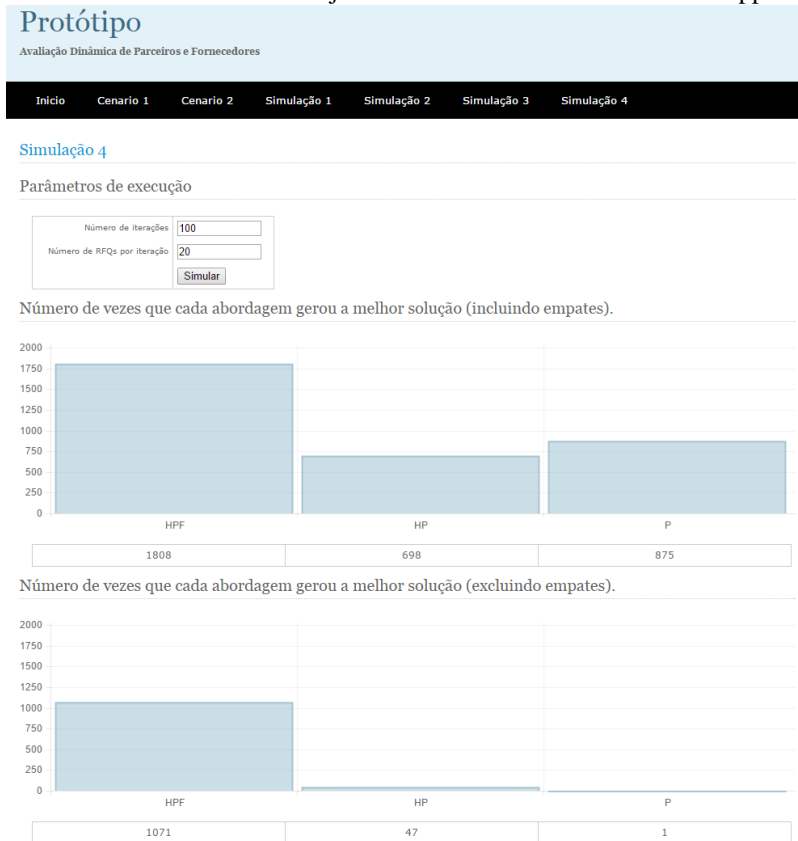 Protótipo
Avaliação Dinâmica de Parceiros e Fornecedores
Inicio Cenario 1 Cenario 2 Simulação 1 Simulação 2 Simulação 3 Simulação 4
Simulação 4
Parâmetros de execução
Número de iterações 100
Número de RFQs por iteração 20
Simular
Número de vezes que cada abordagem gerou a melhor solução (incluindo empates).
2000
1750
1500
1250
1000
750
500
250
0
HPF HP P
1808 698 875
Número de vezes que cada abordagem gerou a melhor solução (excluindo empates).
2000
1750
1500
1250
1000
750
500
250
0
HPF HP P
1071 47 1